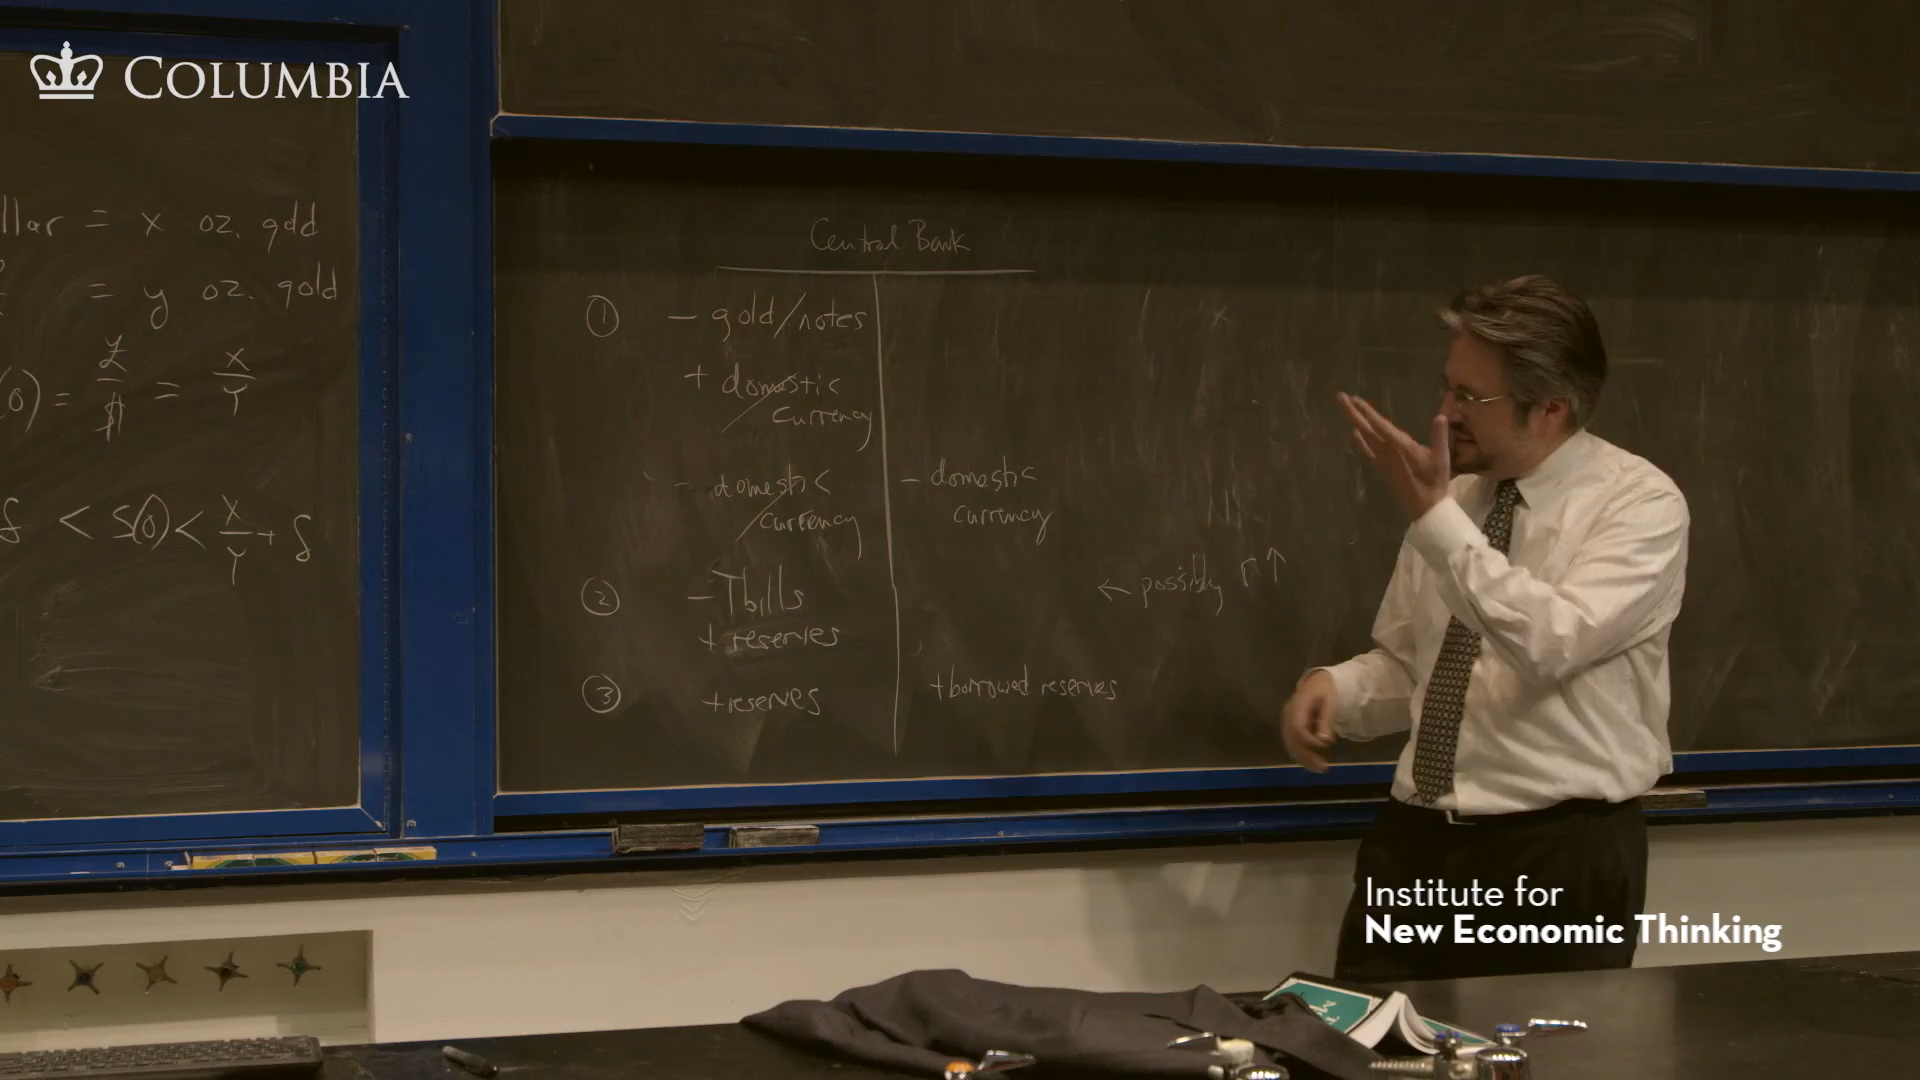 COLUMBIA
llar = x oz. gold
= y oz. gold
(0) = £/$ = X/Y
δ < S(0) < X/Y + δ
Central Bank
① – gold/notes
+ domestic
/currency
– domestic – domestic
/currency currency
② – Tbills ← possibly r ↑
+ reserves
③ + reserves + borrowed reserves
Institute for
New Economic Thinking